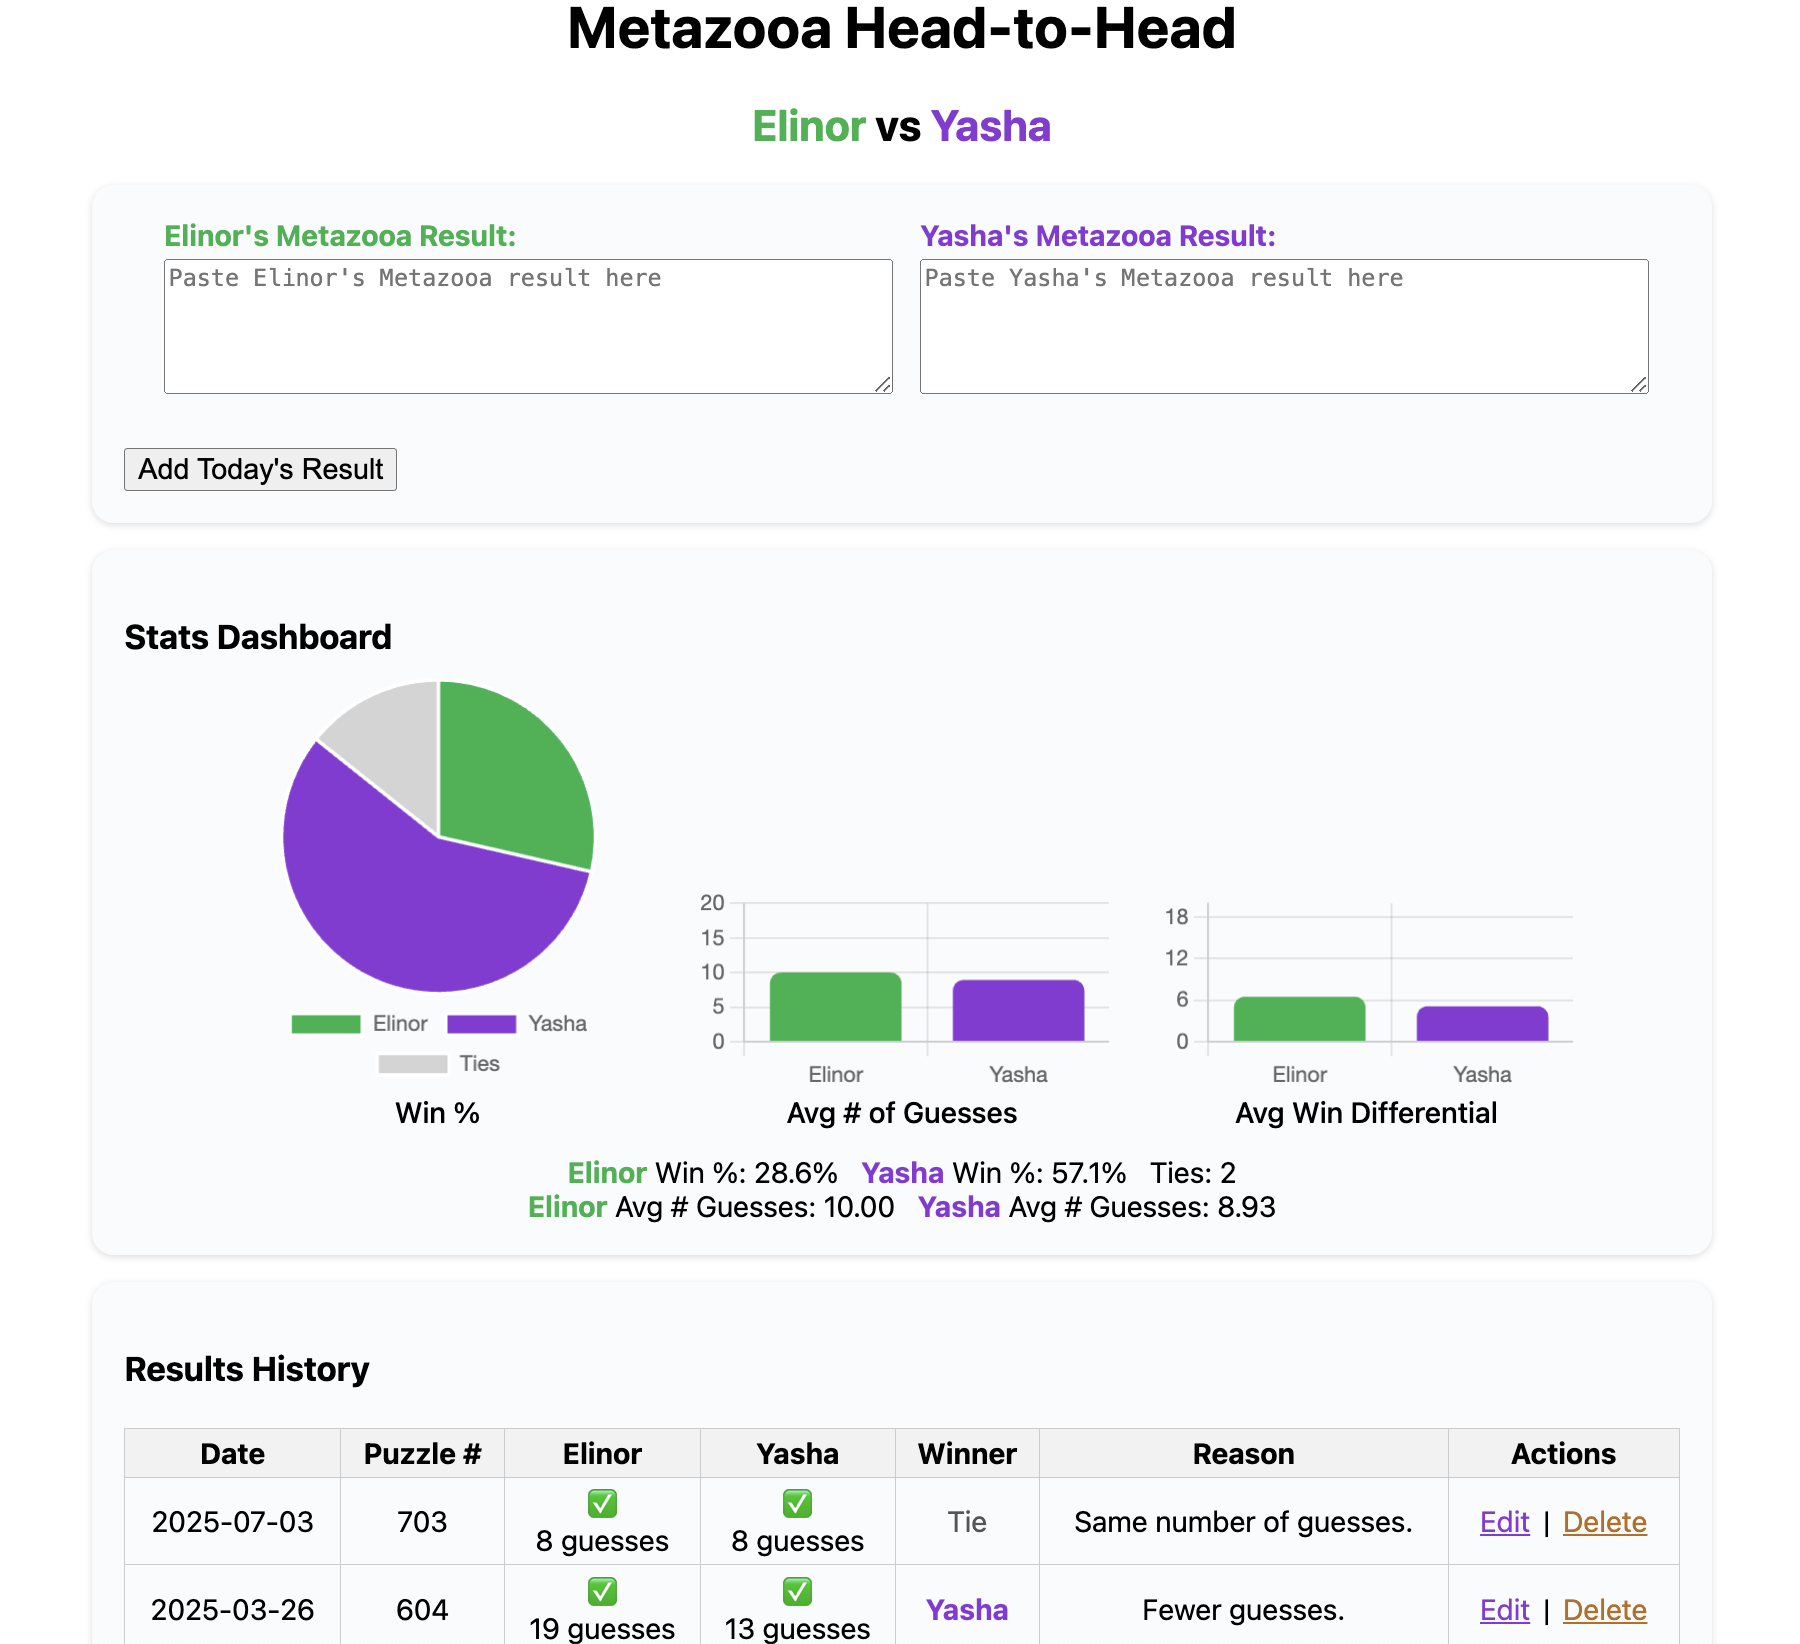 Metazooa Head-to-Head
Elinor vs Yasha
Elinor's Metazooa Result:
Paste Elinor's Metazooa result here
Yasha's Metazooa Result:
Paste Yasha's Metazooa result here
Add Today's Result
Stats Dashboard
Elinor Yasha
Ties
Win %
20
15
10
5
0
Elinor Yasha
Avg # of Guesses
18
12
6
0
Elinor Yasha
Avg Win Differential
Elinor Win %: 28.6% Yasha Win %: 57.1% Ties: 2
Elinor Avg # Guesses: 10.00 Yasha Avg # Guesses: 8.93
Results History
Date Puzzle # Elinor Yasha Winner Reason Actions
2025-07-03 703 ✅ 8 guesses ✅ 8 guesses Tie Same number of guesses. Edit | Delete
2025-03-26 604 ✅ 19 guesses ✅ 13 guesses Yasha Fewer guesses. Edit | Delete